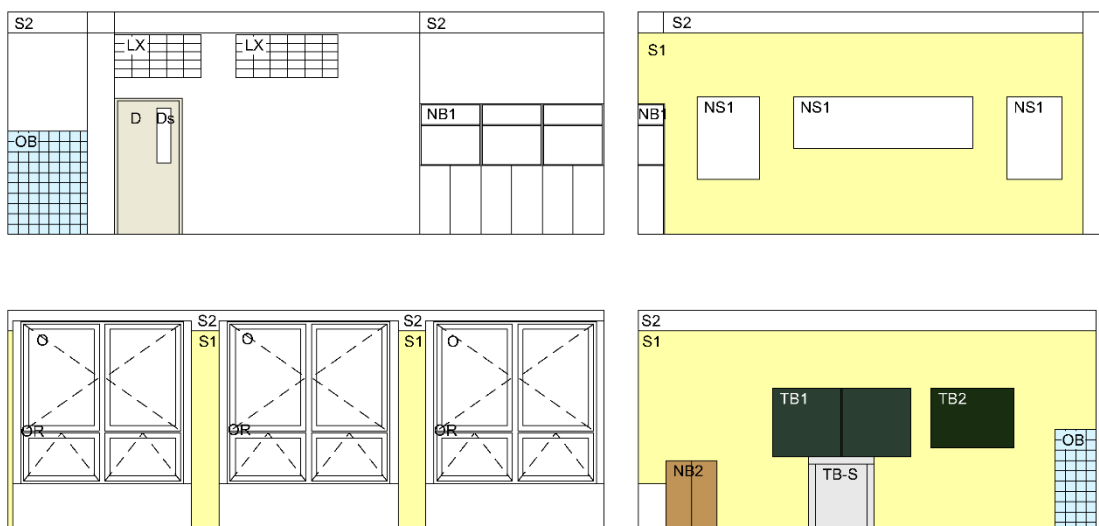 S2
LX
LX
D
Ds
OB
S2
NB1
S2
S1
NB1
NS1
NS1
NS1
S2
S1
S2
S1
O
OR
O
OR
O
OR
S2
S1
TB1
TB2
OB
NB2
TB-S